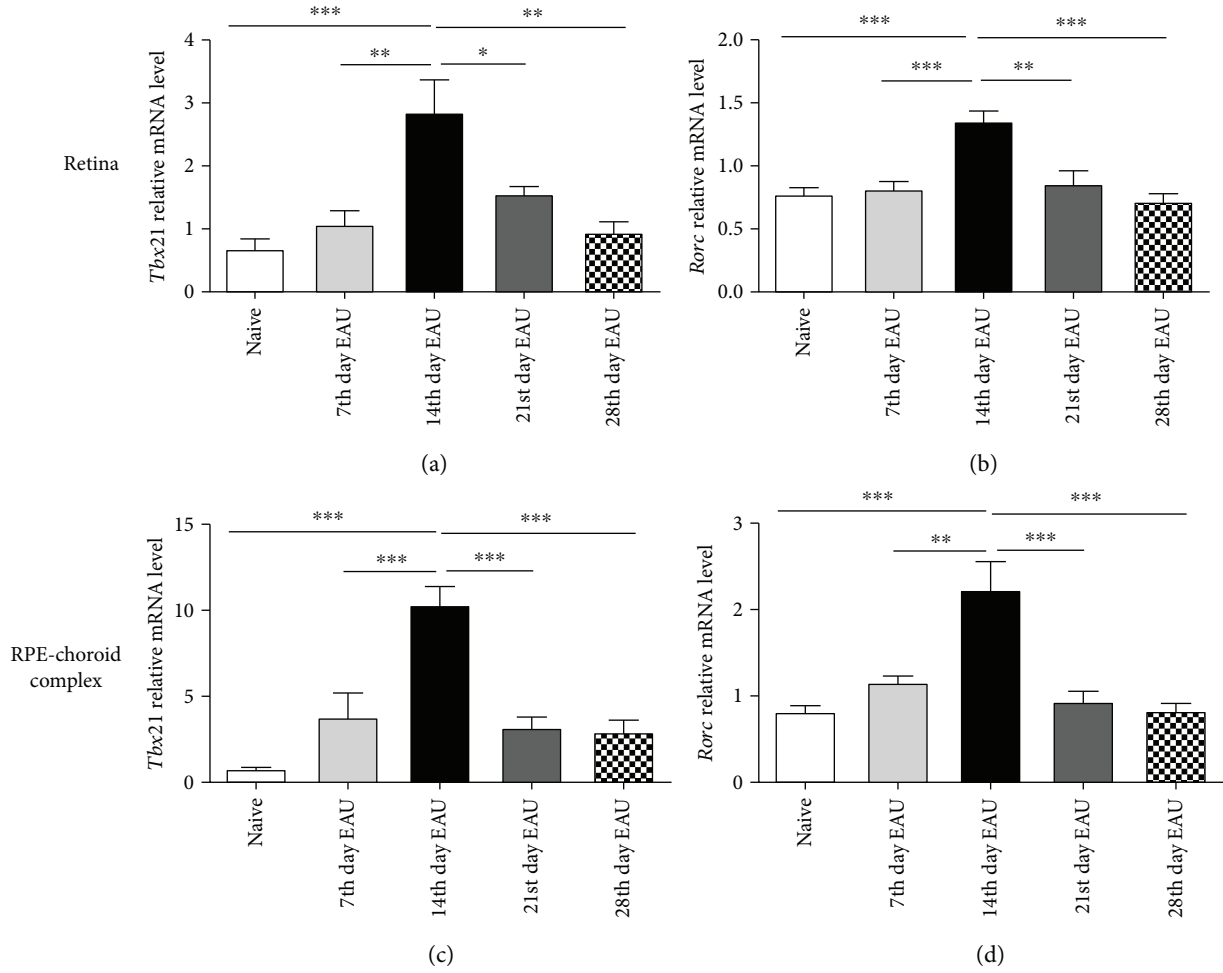 Retina
*** **
** *
Tbx21 relative mRNA level
4
3
2
1
0
Naive
7th day EAU
14th day EAU
21st day EAU
28th day EAU
(a)
*** ***
*** **
Rorc relative mRNA level
2.0
1.5
1.0
0.5
0.0
Naive
7th day EAU
14th day EAU
21st day EAU
28th day EAU
(b)
RPE-choroid
complex
*** ***
*** ***
Tbx21 relative mRNA level
15
10
5
0
Naive
7th day EAU
14th day EAU
21st day EAU
28th day EAU
(c)
*** ***
** ***
Rorc relative mRNA level
3
2
1
0
Naive
7th day EAU
14th day EAU
21st day EAU
28th day EAU
(d)